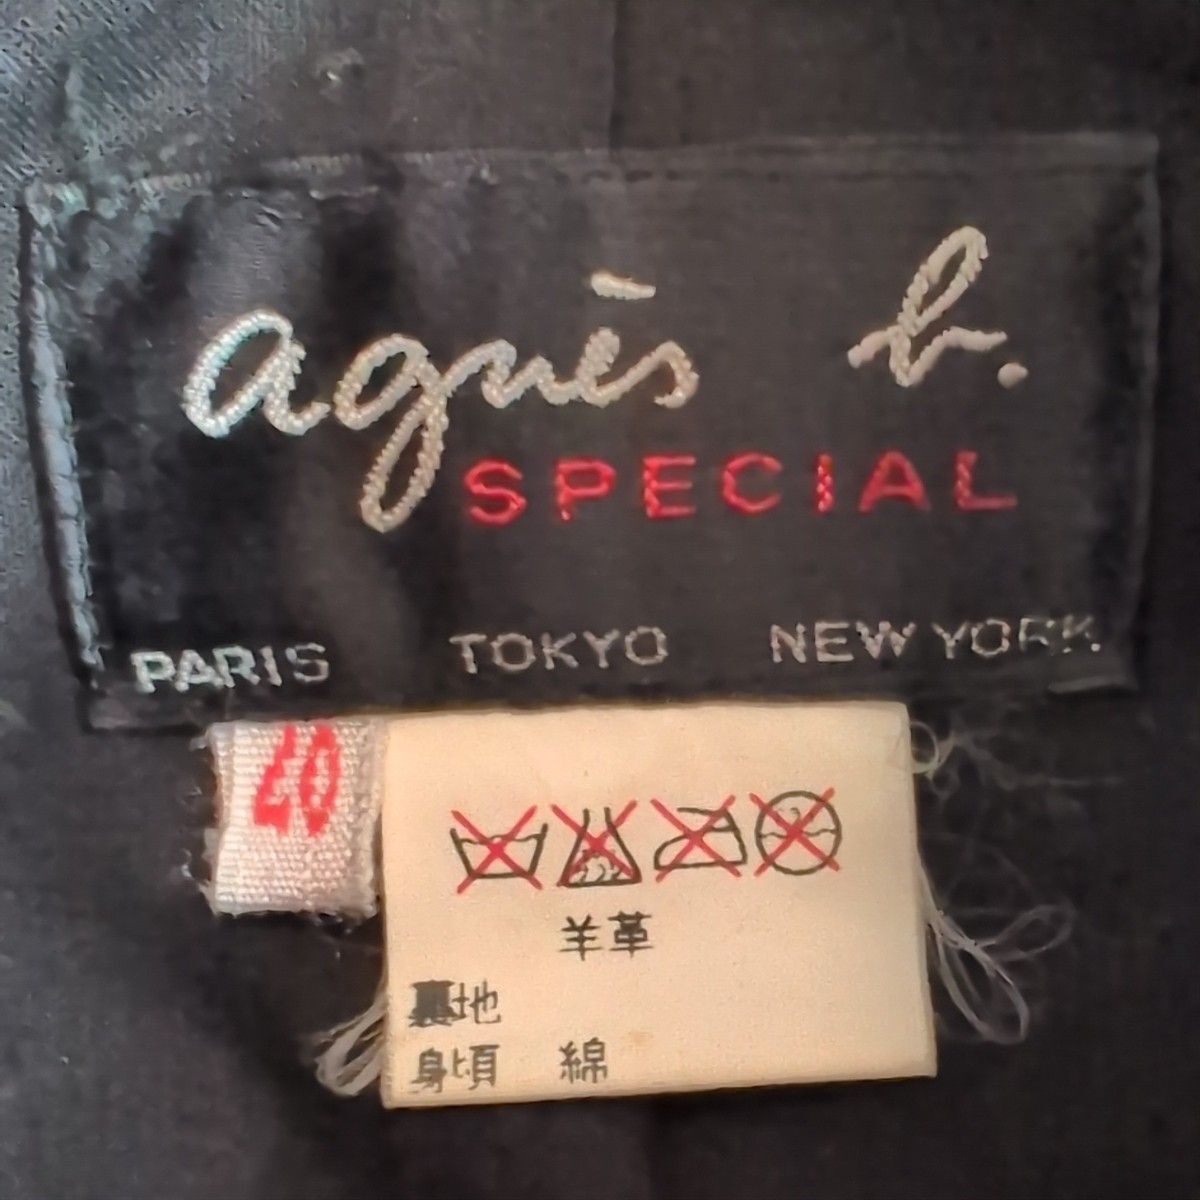 agnès b.
SPECIAL
PARIS TOKYO NEW YORK
40
羊革
裏地
身頃 綿